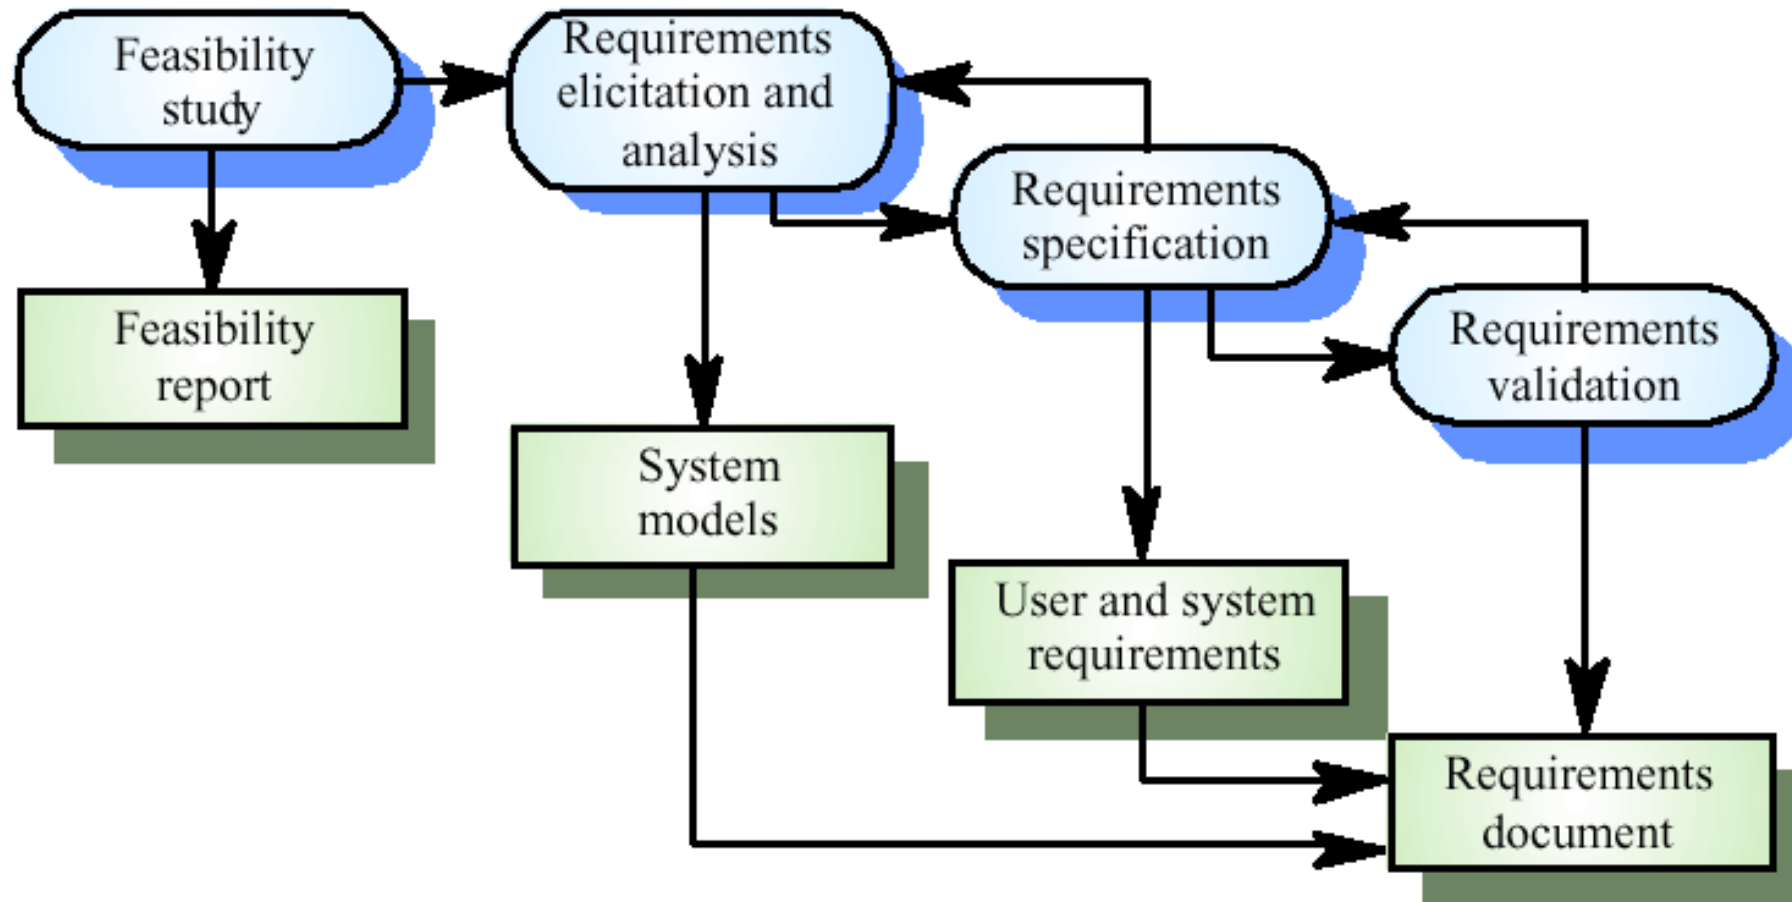 Feasibility
study
Requirements
elicitation and
analysis
Requirements
specification
Requirements
validation
Feasibility
report
System
models
User and system
requirements
Requirements
document